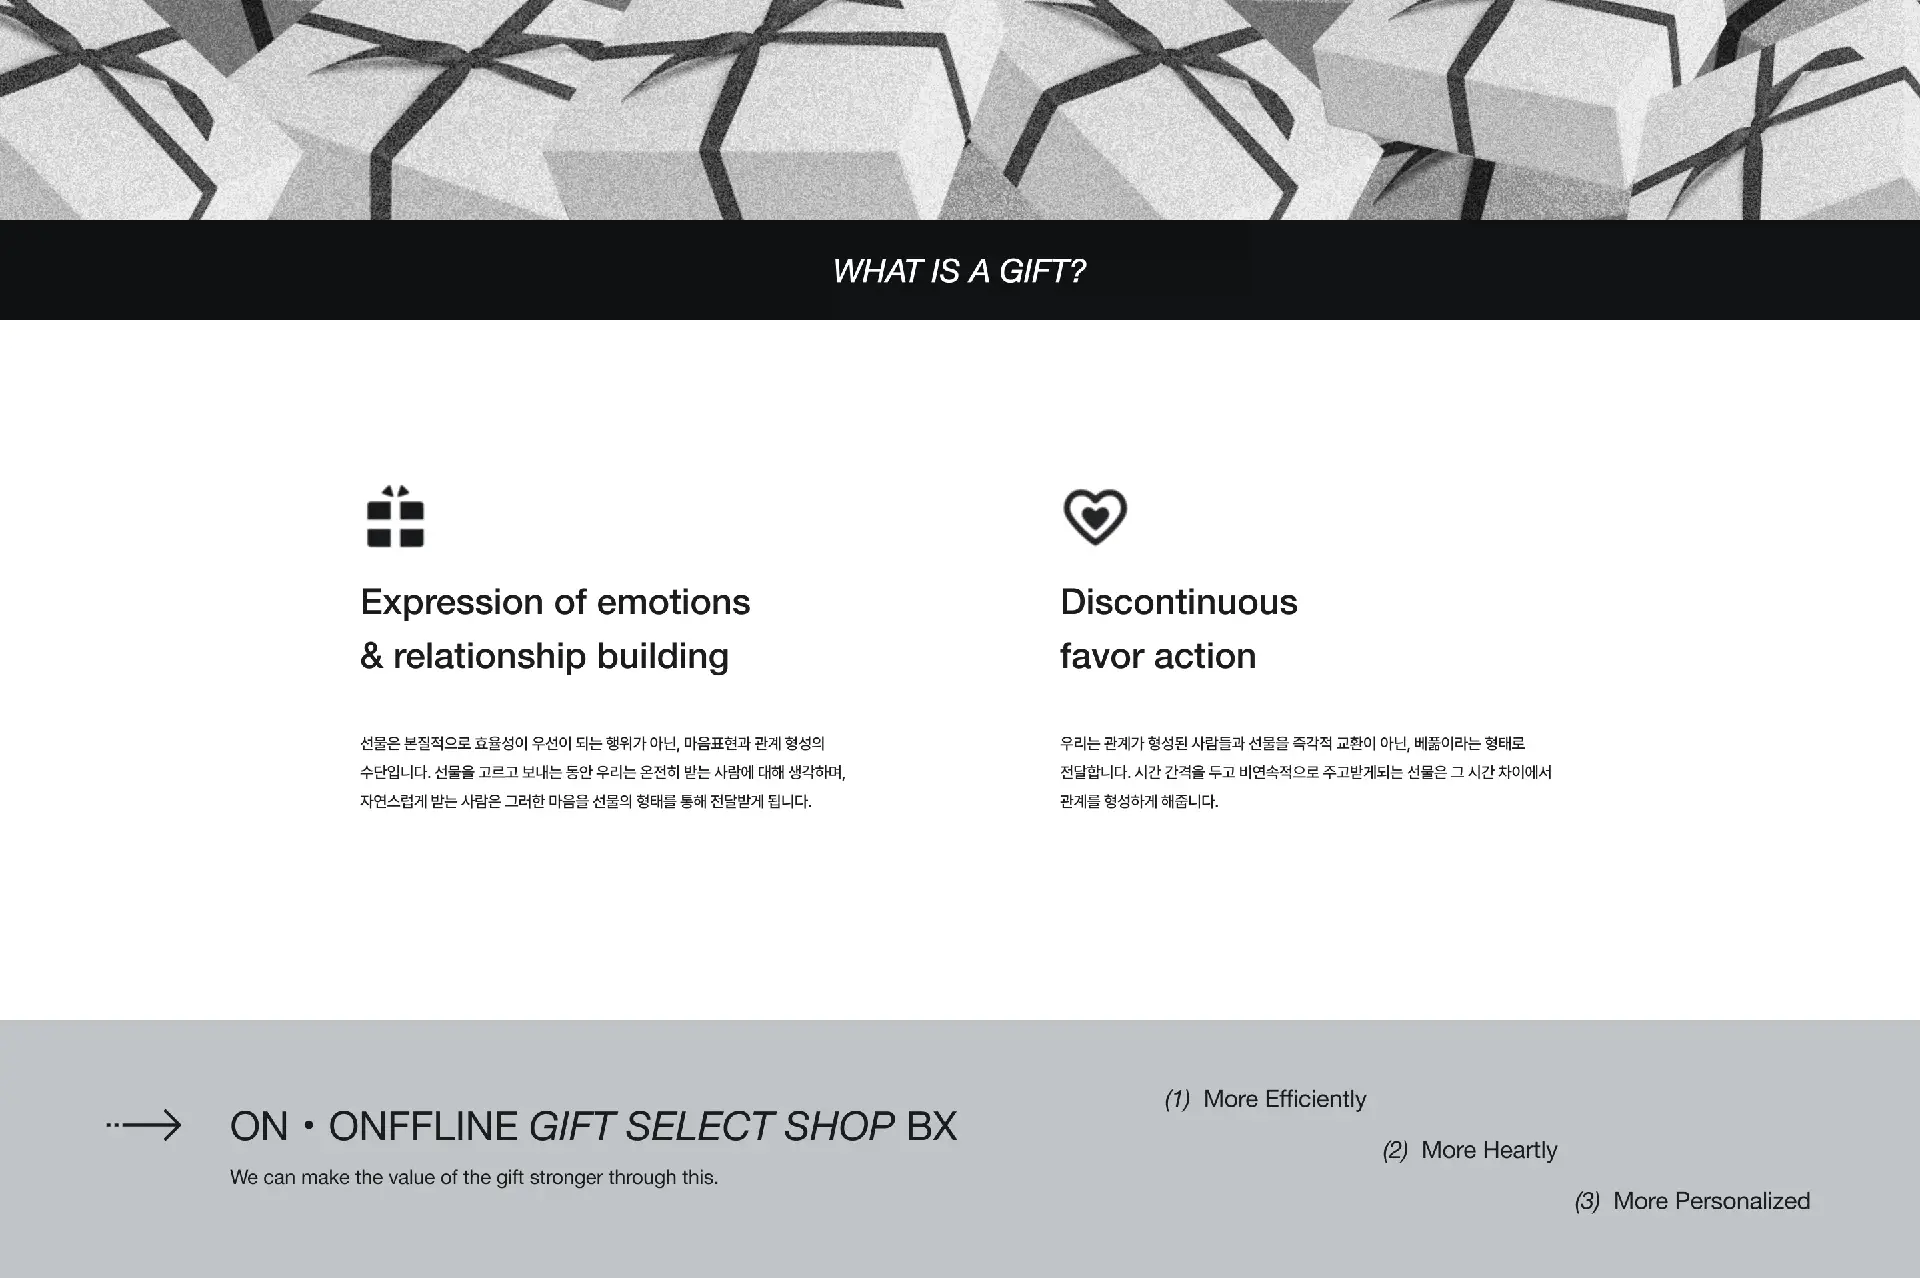 WHAT IS A GIFT?
Expression of emotions
& relationship building
선물은 본질적으로 효율성이 우선이 되는 행위가 아닌, 마음표현과 관계 형성의
수단입니다. 선물을 고르고 보내는 동안 우리는 온전히 받는 사람에 대해 생각하며,
자연스럽게 받는 사람은 그러한 마음을 선물의 형태를 통해 전달받게 됩니다.
Discontinuous
favor action
우리는 관계가 형성된 사람들과 선물을 즉각적 교환이 아닌, 베풂이라는 형태로
전달합니다. 시간 간격을 두고 비연속적으로 주고받게되는 선물은 그 시간 차이에서
관계를 형성하게 해줍니다.
ON • ONFFLINE GIFT SELECT SHOP BX
We can make the value of the gift stronger through this.
(1) More Efficiently
(2) More Heartly
(3) More Personalized